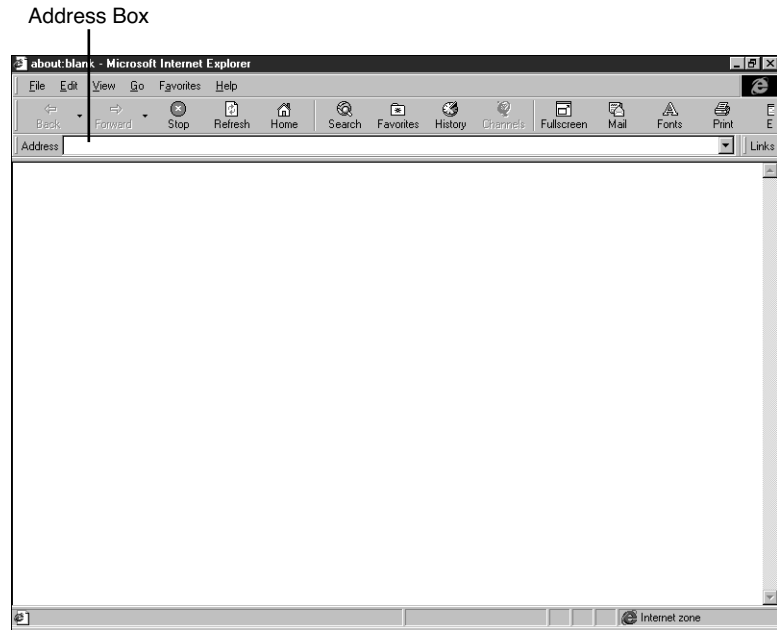 Address Box
about:blank - Microsoft Internet Explorer
File Edit View Go Favorites Help
Back Forward Stop Refresh Home Search Favorites History Channels Fullscreen Mail Fonts Print E
Address Links
Internet zone